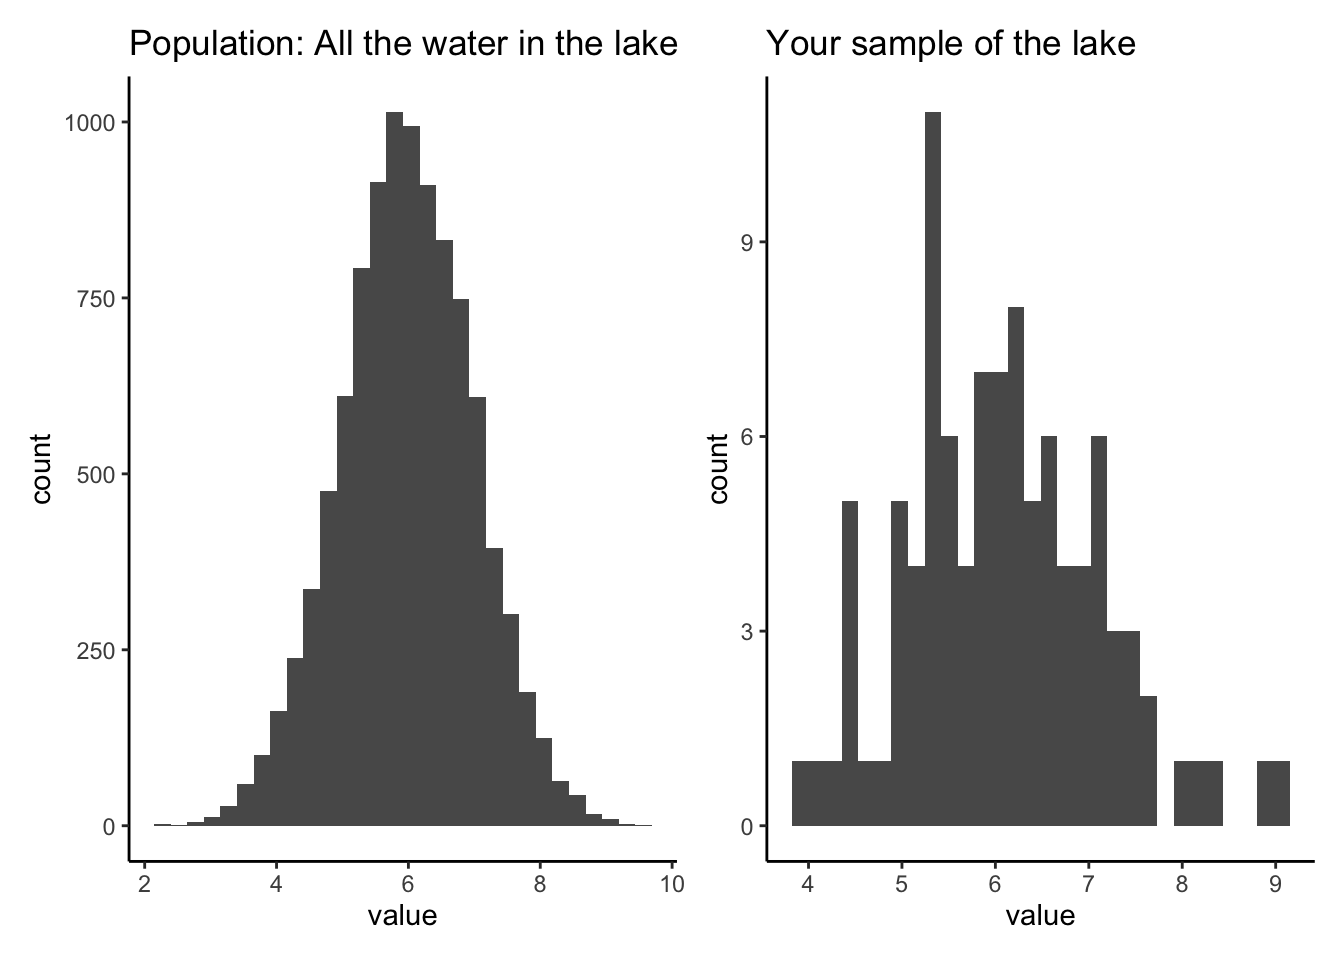 Population: All the water in the lake
1000
750
500
250
0
count
2 4 6 8 10
value
Your sample of the lake
9
6
3
0
count
4 5 6 7 8 9
value